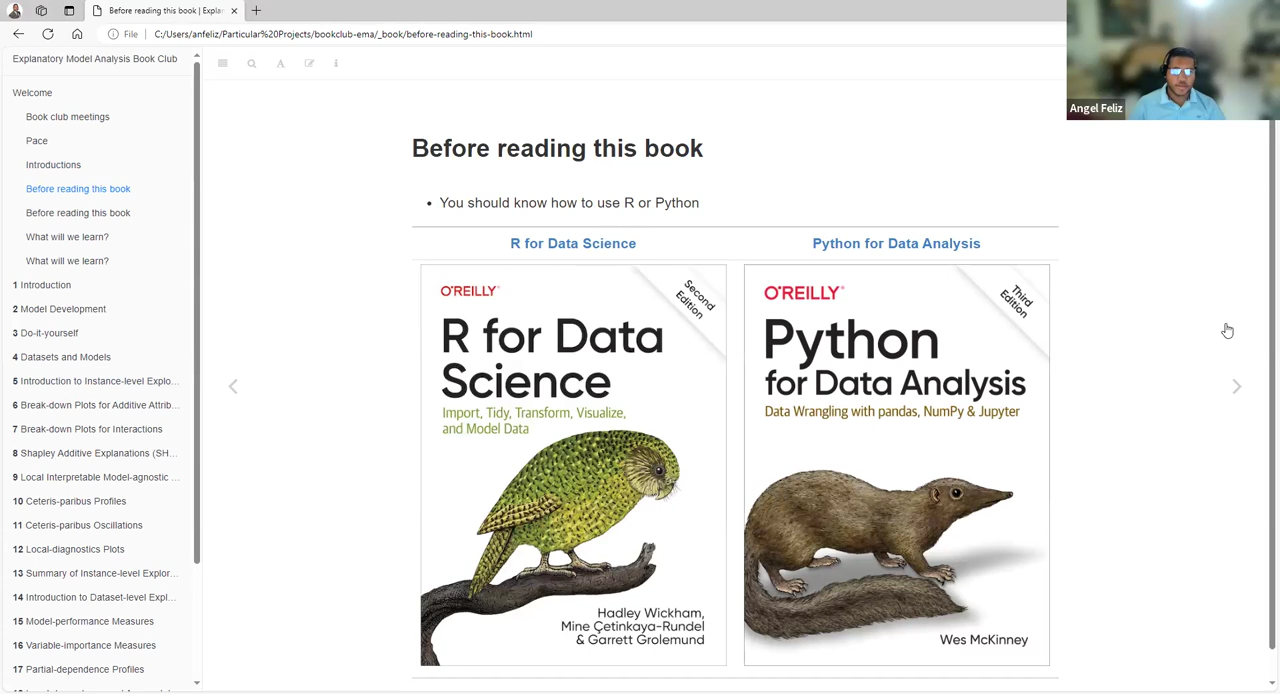 Before reading this book | Explar
File
C:/Users/anfeliz/Particular%20Projects/bookclub-ema/_book/before-reading-this-book.html
Explanatory Model Analysis Book Club
Welcome
Book club meetings
Pace
Introductions
Before reading this book
Before reading this book
What will we learn?
What will we learn?
1 Introduction
2 Model Development
3 Do-it-yourself
4 Datasets and Models
5 Introduction to Instance-level Explo...
6 Break-down Plots for Additive Attrib...
7 Break-down Plots for Interactions
8 Shapley Additive Explanations (SH...
9 Local Interpretable Model-agnostic ...
10 Ceteris-paribus Profiles
11 Ceteris-paribus Oscillations
12 Local-diagnostics Plots
13 Summary of Instance-level Explor...
14 Introduction to Dataset-level Expl...
15 Model-performance Measures
16 Variable-importance Measures
17 Partial-dependence Profiles
Before reading this book
• You should know how to use R or Python
R for Data Science
Python for Data Analysis
O'REILLY®
Second
Edition
R for Data
Science
Import, Tidy, Transform, Visualize,
and Model Data
Hadley Wickham,
Mine Çetinkaya-Rundel
& Garrett Grolemund
O'REILLY®
Third
Edition
Python
for Data Analysis
Data Wrangling with pandas, NumPy & Jupyter
Wes McKinney
Angel Feliz